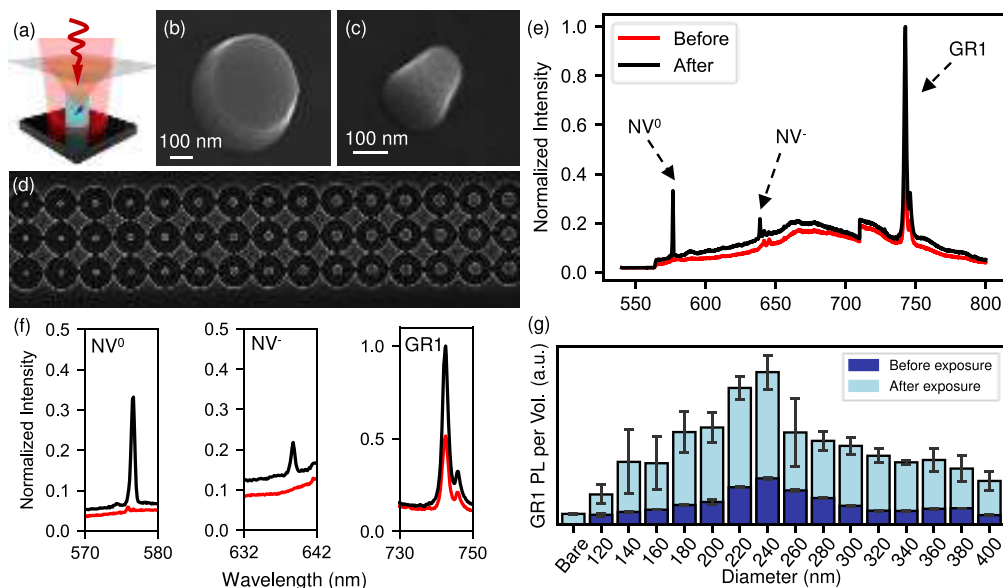 (a)
(b)
100 nm
(c)
100 nm
(d)
(e)
Before
After
NV⁰
NV⁻
GR1
Normalized Intensity
1.0
0.8
0.6
0.4
0.2
0.0
550 600 650 700 750 800
(f)
Normalized Intensity
NV⁰
0.5
0.4
0.3
0.2
0.1
0.0
570 580
NV⁻
0.5
0.4
0.3
0.2
0.1
0.0
632 642
GR1
1.0
0.5
0.0
730 750
Wavelength (nm)
(g)
GR1 PL per Vol. (a.u.)
Before exposure
After exposure
Bare 120 140 160 180 200 220 240 260 280 300 320 340 360 380 400
Diameter (nm)